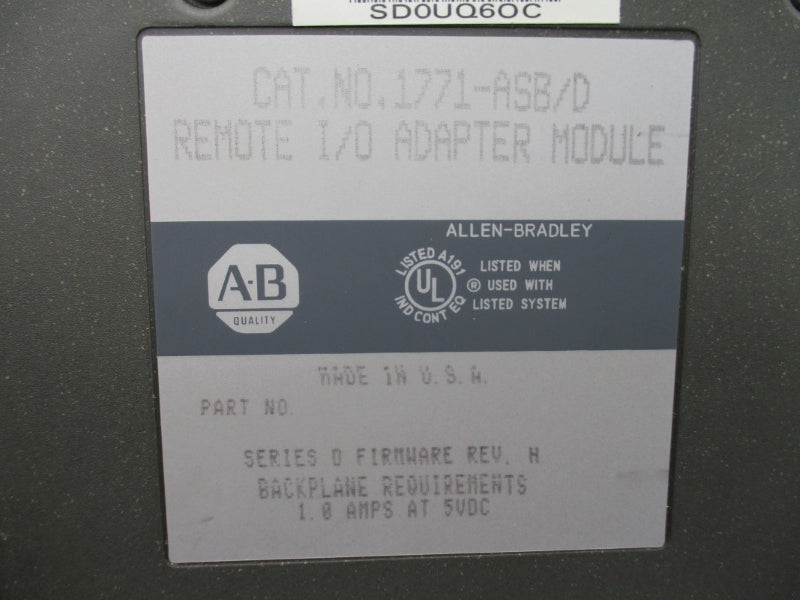 SD0UQ60C
CAT.NO.1771-ASB/D
REMOTE I/O ADAPTER MODULE
ALLEN-BRADLEY
A-B
QUALITY
LISTED A191
UL
IND CONT EQ
®
LISTED WHEN
USED WITH
LISTED SYSTEM
MADE IN U.S.A.
PART NO.
SERIES D FIRMWARE REV. H
BACKPLANE REQUIREMENTS
1.0 AMPS AT 5VDC